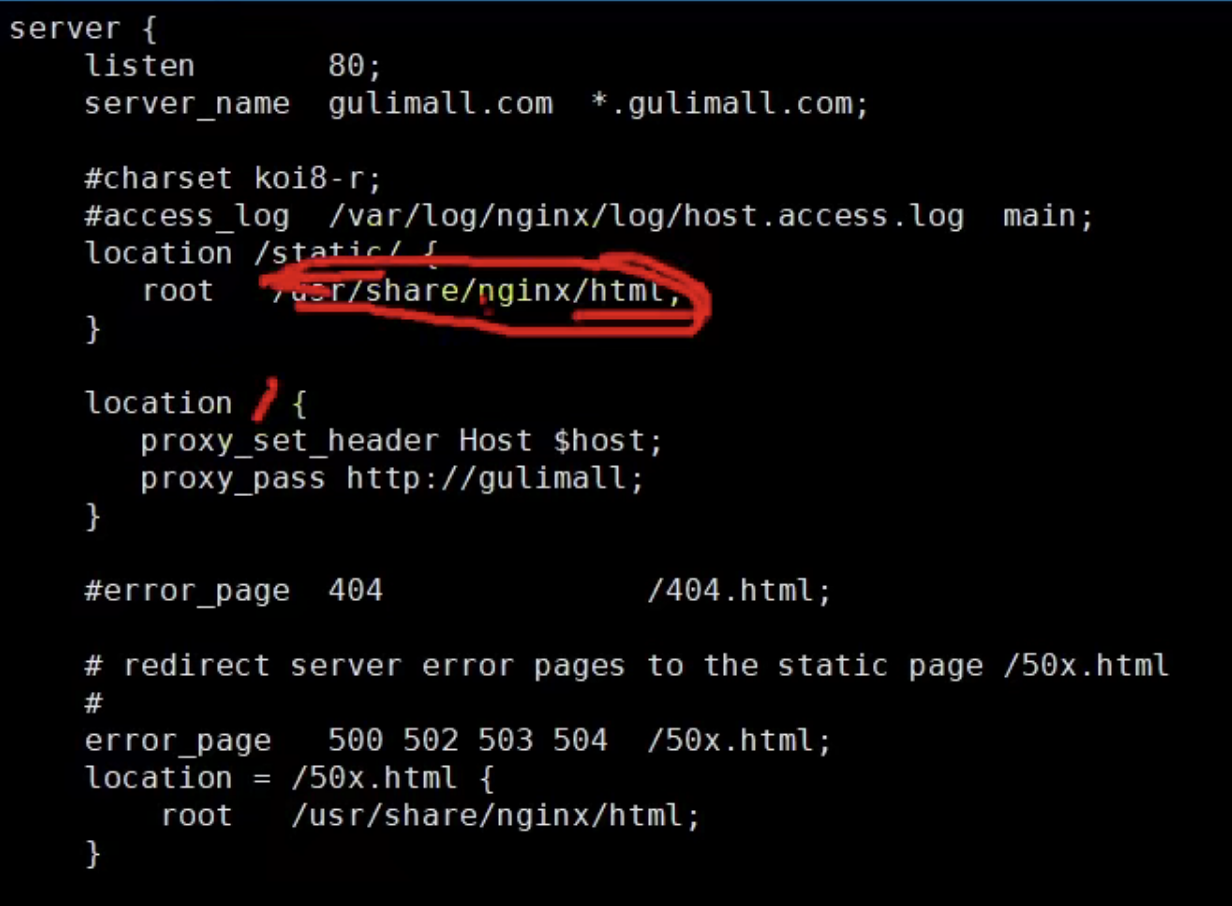 server {
    listen       80;
    server_name  gulimall.com  *.gulimall.com;
    #charset koi8-r;
    #access_log  /var/log/nginx/log/host.access.log  main;
    location /static/ {
       root   /usr/share/nginx/html;
    }
    location / {
       proxy_set_header Host $host;
       proxy_pass http://gulimall;
    }
    #error_page  404              /404.html;
    # redirect server error pages to the static page /50x.html
    #
    error_page   500 502 503 504  /50x.html;
    location = /50x.html {
        root   /usr/share/nginx/html;
    }